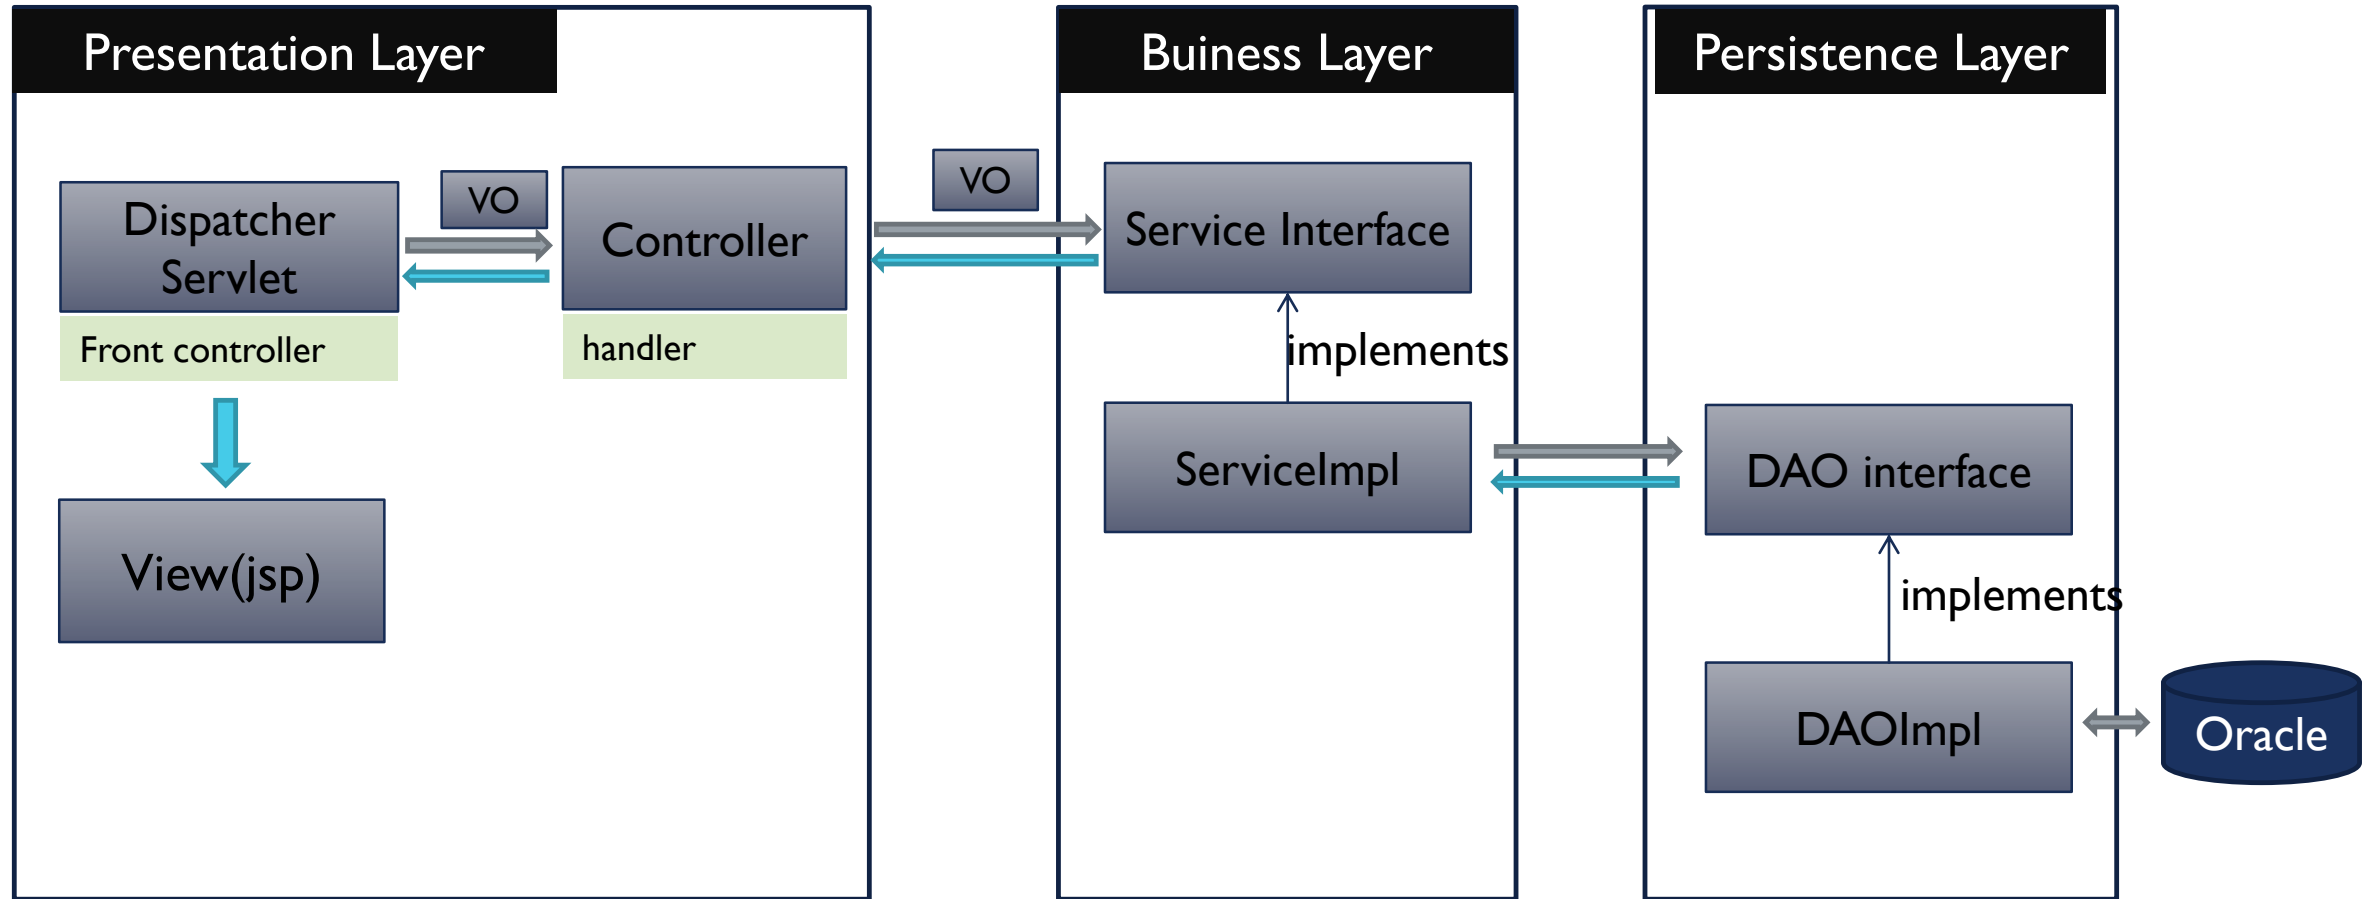 Presentation Layer
Buiness Layer
Persistence Layer
Dispatcher
Servlet
VO
Controller
VO
Service Interface
Front controller
handler
implements
View(jsp)
ServiceImpl
DAO interface
implements
DAOImpl
Oracle